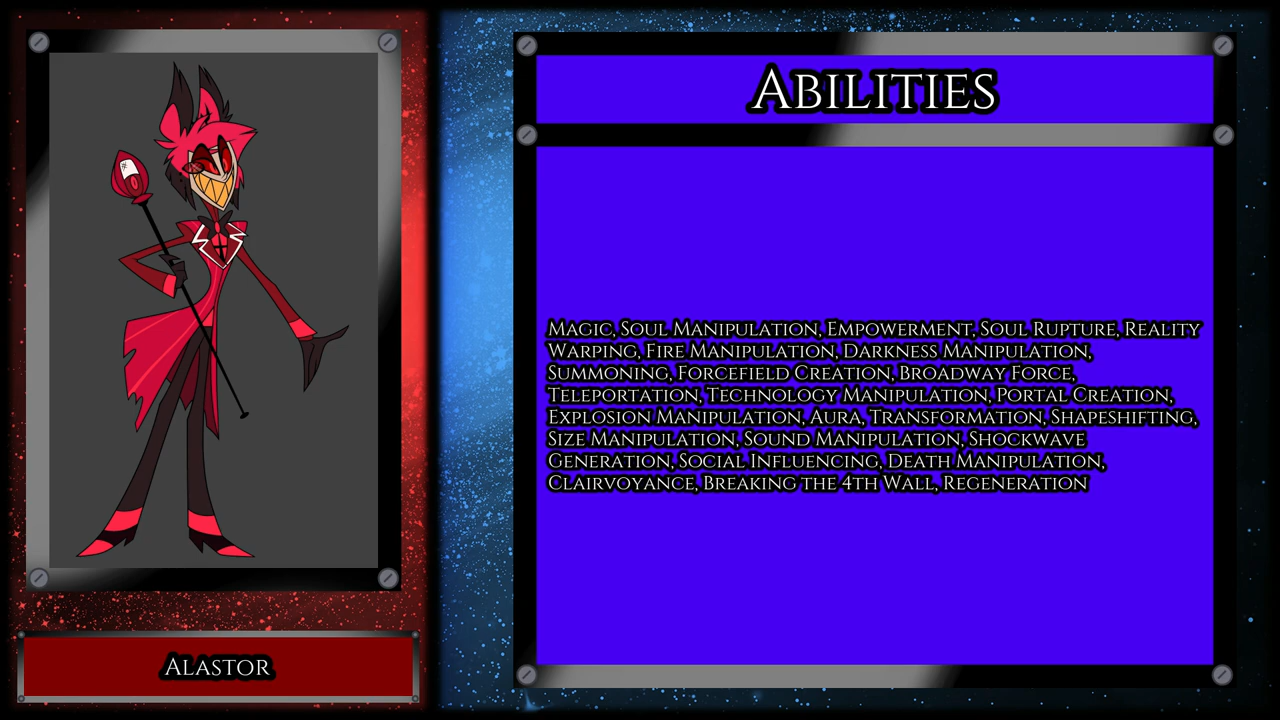 Abilities
Magic, Soul Manipulation, Empowerment, Soul Rupture, Reality
Warping, Fire Manipulation, Darkness Manipulation,
Summoning, Forcefield Creation, Broadway Force,
Teleportation, Technology Manipulation, Portal Creation,
Explosion Manipulation, Aura, Transformation, Shapeshifting,
Size Manipulation, Sound Manipulation, Shockwave
Generation, Social Influencing, Death Manipulation,
Clairvoyance, Breaking the 4th Wall, Regeneration
Alastor